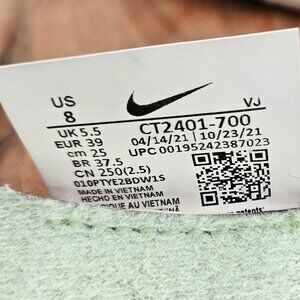 US
8
VJ
UK 5.5
EUR 39
cm 25
BR 37.5
CN 250(2.5)
010PTYE2BDW1S
MADE IN VIETNAM
HECHO EN VIETNAM
FABRIQUÉ AU VIETNAM
CT2401-700
04/14/21 10/23/21
UPC 00195242387023